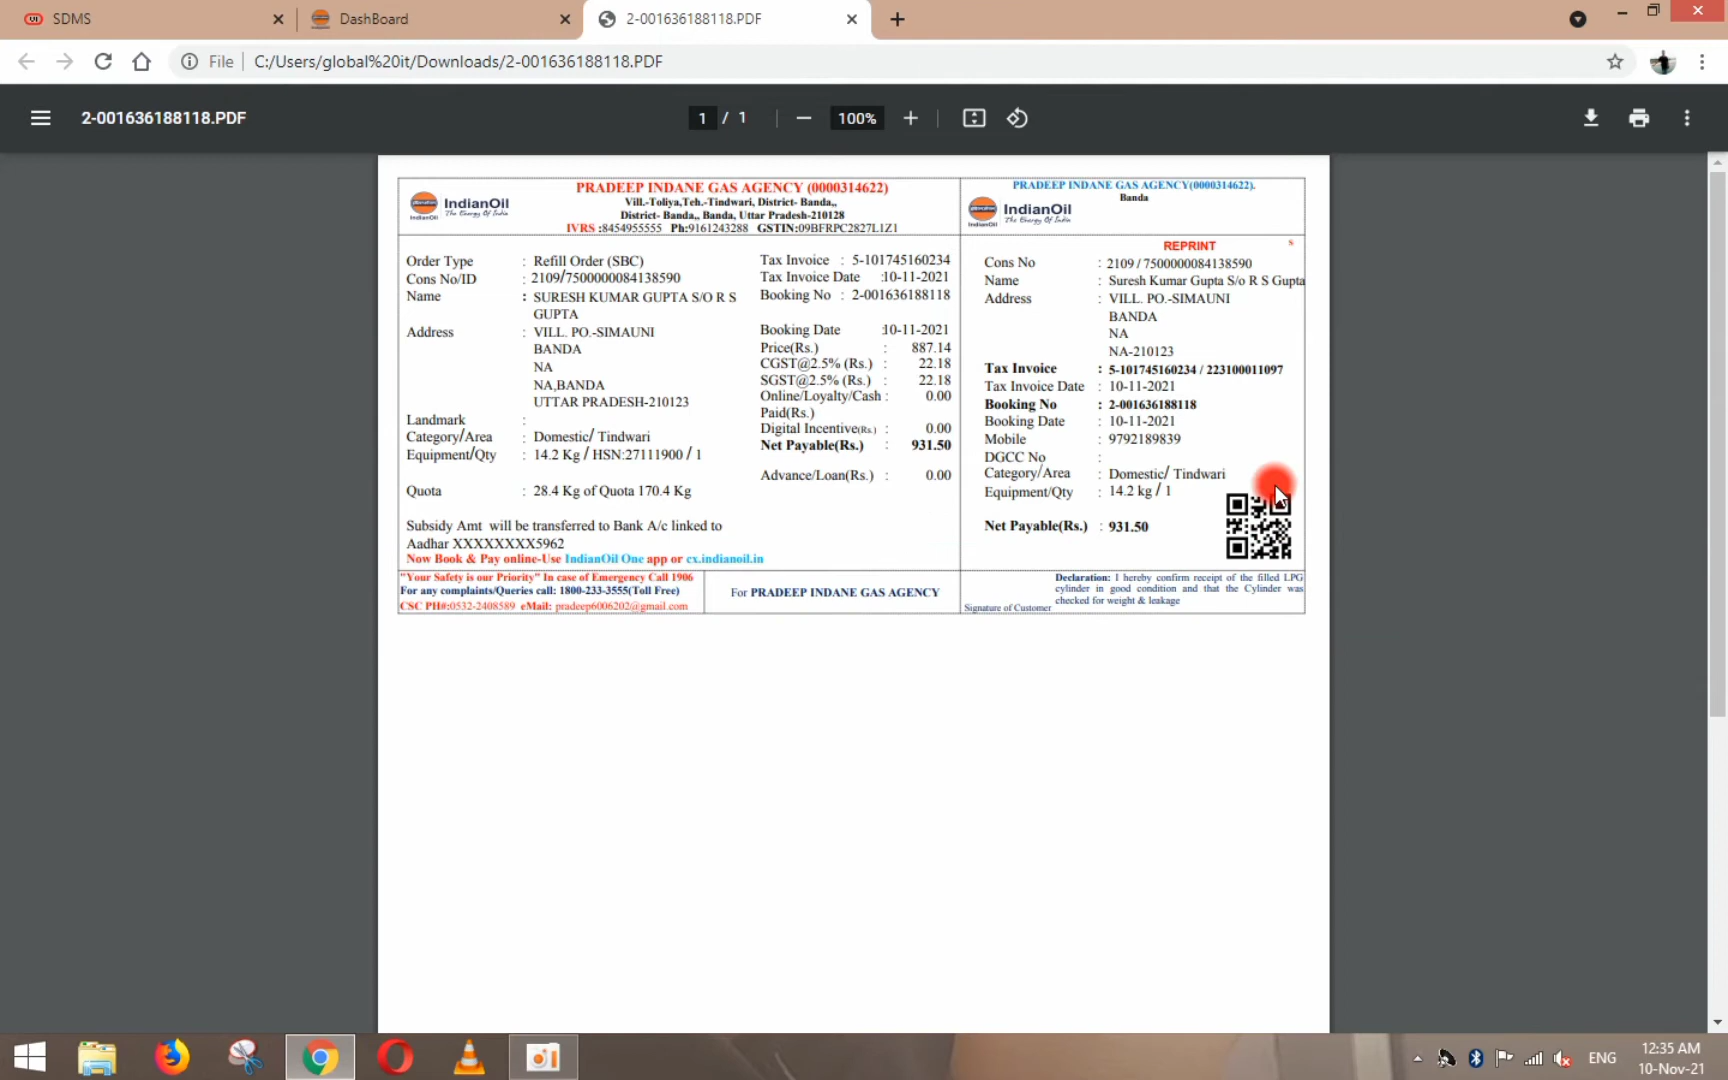 SDMS
DashBoard
2-001636188118.PDF
File
C:/Users/global%20it/Downloads/2-001636188118.PDF
2-001636188118.PDF
1 / 1
100%
IndianOil
The Energy Of India
IndianOil
PRADEEP INDANE GAS AGENCY (0000314622)
Vill.-Toliya,Teh.-Tindwari, District- Banda,,
District- Banda,, Banda, Uttar Pradesh-210128
IVRS :8454955555 Ph:9161243288 GSTIN:09BFRPC2827L1Z1
Order Type : Refill Order (SBC)
Cons No/ID : 2109/7500000084138590
Name : SURESH KUMAR GUPTA S/O R S
GUPTA
Address : VILL. PO.-SIMAUNI
BANDA
NA
NA,BANDA
UTTAR PRADESH-210123
Landmark :
Category/Area : Domestic/ Tindwari
Equipment/Qty : 14.2 Kg / HSN:27111900 / 1
Quota : 28.4 Kg of Quota 170.4 Kg
Subsidy Amt will be transferred to Bank A/c linked to
Aadhar XXXXXXXX5962
Now Book & Pay online-Use IndianOil One app or cx.indianoil.in
Tax Invoice : 5-101745160234
Tax Invoice Date :10-11-2021
Booking No : 2-001636188118
Booking Date :10-11-2021
Price(Rs.) : 887.14
CGST@2.5% (Rs.) : 22.18
SGST@2.5% (Rs.) : 22.18
Online/Loyalty/Cash : 0.00
Paid(Rs.)
Digital Incentive(Rs.) : 0.00
Net Payable(Rs.) : 931.50
Advance/Loan(Rs.) : 0.00
"Your Safety is our Priority" In case of Emergency Call 1906
For any complaints/Queries call: 1800-233-3555(Toll Free)
CSC PH#:0532-2408589 eMail: pradeep6006202@gmail.com
For PRADEEP INDANE GAS AGENCY
PRADEEP INDANE GAS AGENCY(0000314622).
Banda
IndianOil
The Energy Of India
IndianOil
REPRINT
S
Cons No : 2109 / 7500000084138590
Name : Suresh Kumar Gupta S/o R S Gupta
Address : VILL. PO.-SIMAUNI
BANDA
NA
NA-210123
Tax Invoice : 5-101745160234 / 223100011097
Tax Invoice Date : 10-11-2021
Booking No : 2-001636188118
Booking Date : 10-11-2021
Mobile : 9792189839
DGCC No :
Category/Area : Domestic/ Tindwari
Equipment/Qty : 14.2 kg / 1
Net Payable(Rs.) : 931.50
Declaration: I hereby confirm receipt of the filled LPG
cylinder in good condition and that the Cylinder was
checked for weight & leakage
Signature of Customer
ENG
12:35 AM
10-Nov-21